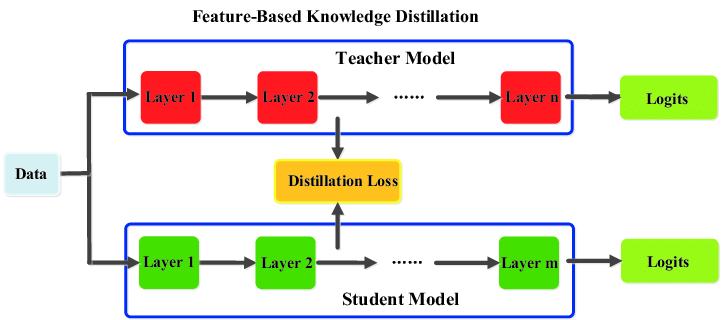 Feature-Based Knowledge Distillation
Teacher Model
Layer 1
Layer 2
......
Layer n
Logits
Data
Distillation Loss
Layer 1
Layer 2
......
Layer m
Logits
Student Model